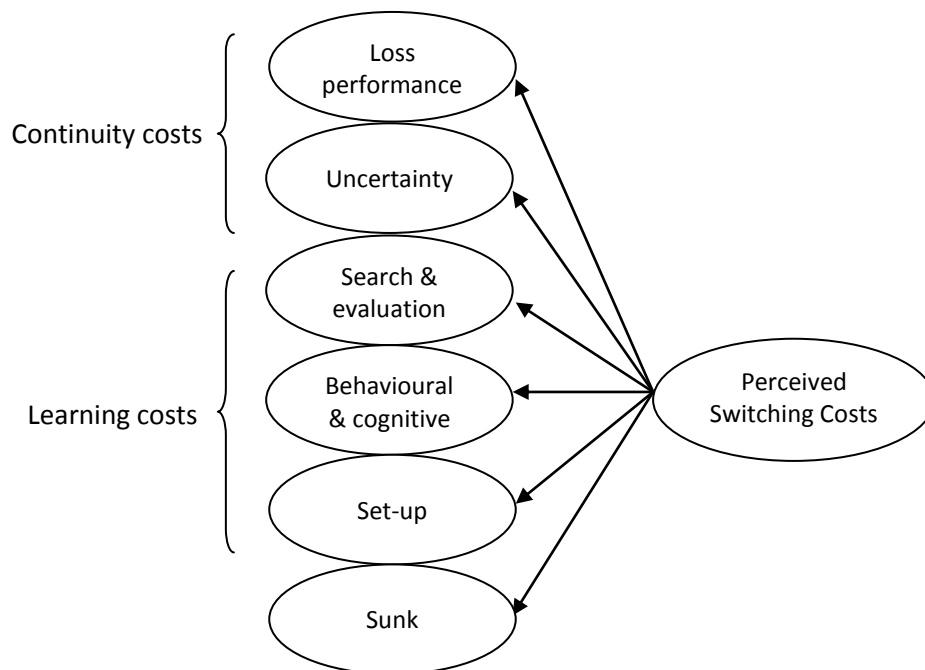 Loss
performance
Continuity costs
Uncertainty
Search &
evaluation
Behavioural
& cognitive
Learning costs
Set-up
Sunk
Perceived
Switching Costs